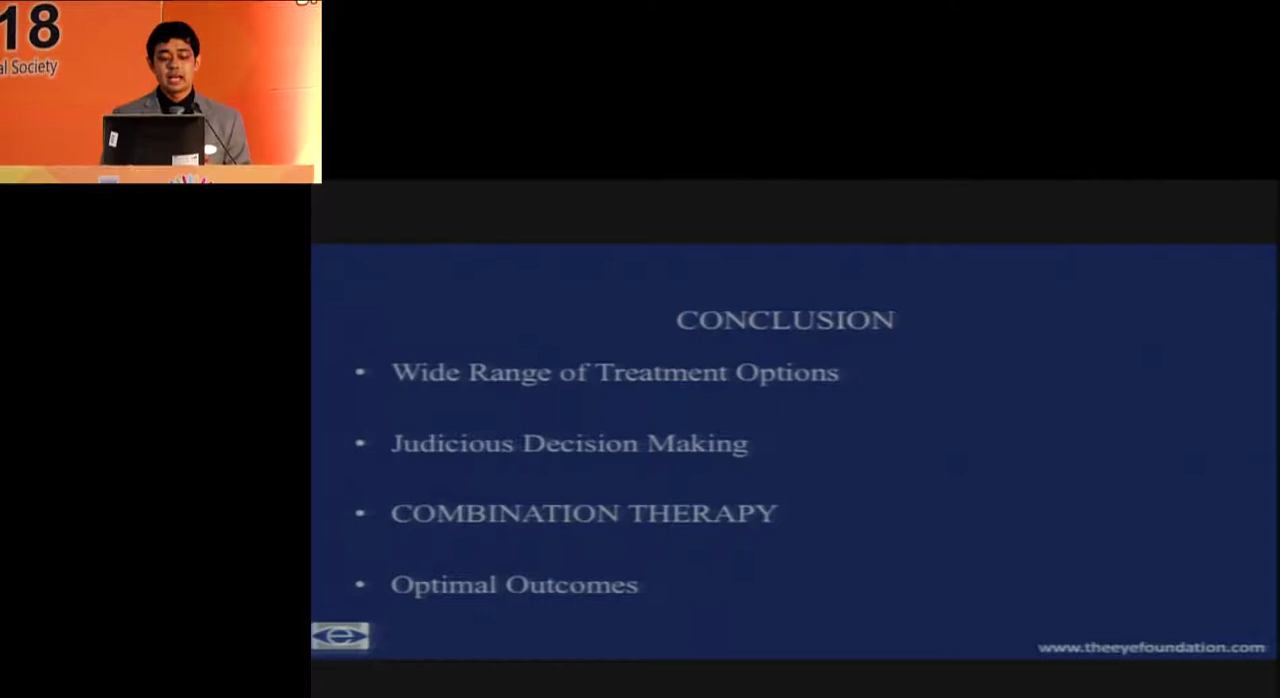 18
al Society
CONCLUSION
• Wide Range of Treatment Options
• Judicious Decision Making
• COMBINATION THERAPY
• Optimal Outcomes
e
www.theeyefoundation.com